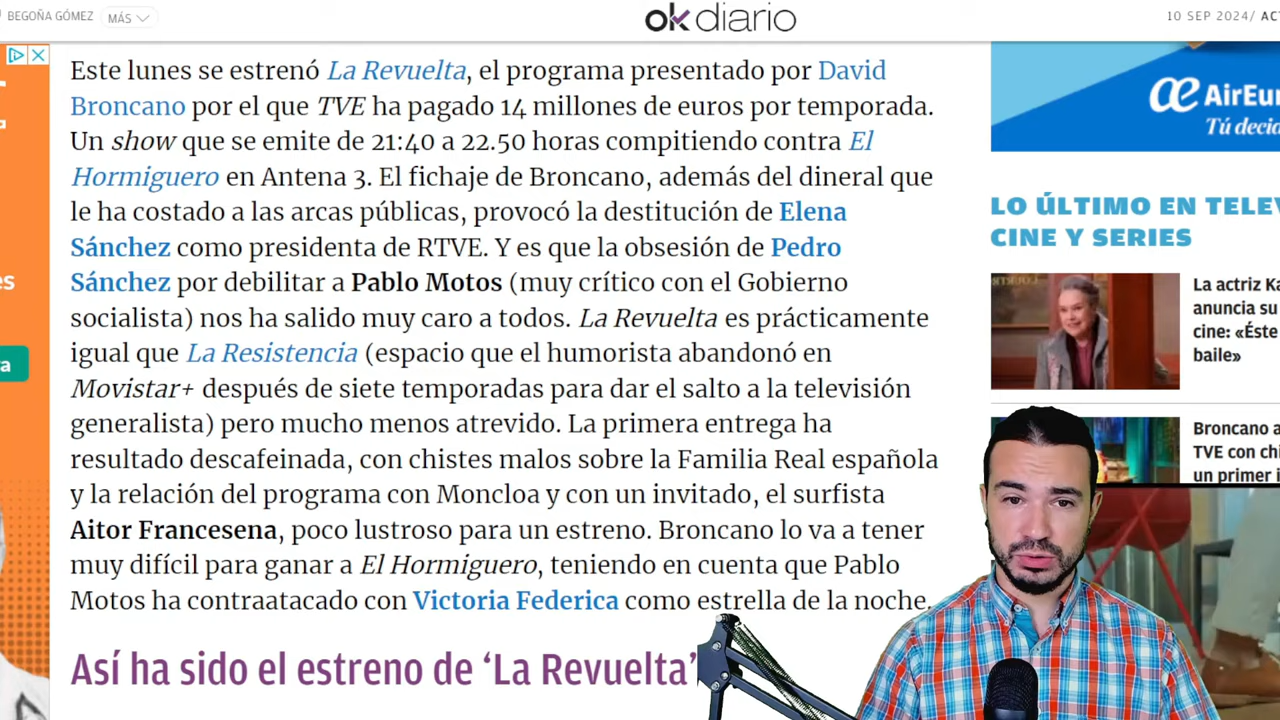 BEGOÑA GÓMEZ
MÁS
okdiario
10 SEP 2024/
Este lunes se estrenó La Revuelta, el programa presentado por David
Broncano por el que TVE ha pagado 14 millones de euros por temporada.
Un show que se emite de 21:40 a 22.50 horas compitiendo contra El
Hormiguero en Antena 3. El fichaje de Broncano, además del dineral que
le ha costado a las arcas públicas, provocó la destitución de Elena
Sánchez como presidenta de RTVE. Y es que la obsesión de Pedro
Sánchez por debilitar a Pablo Motos (muy crítico con el Gobierno
socialista) nos ha salido muy caro a todos. La Revuelta es prácticamente
igual que La Resistencia (espacio que el humorista abandonó en
Movistar+ después de siete temporadas para dar el salto a la televisión
generalista) pero mucho menos atrevido. La primera entrega ha
resultado descafeinada, con chistes malos sobre la Familia Real española
y la relación del programa con Moncloa y con un invitado, el surfista
Aitor Francesena, poco lustroso para un estreno. Broncano lo va a tener
muy difícil para ganar a El Hormiguero, teniendo en cuenta que Pablo
Motos ha contraatacado con Victoria Federica como estrella de la noche.
Así ha sido el estreno de ‘La Revuelta’
AirEur
Tú decid
LO ÚLTIMO EN TELE
CINE Y SERIES
La actriz Ka
anuncia su
cine: «Éste
baile»
Broncano a
TVE con chi
un primer i